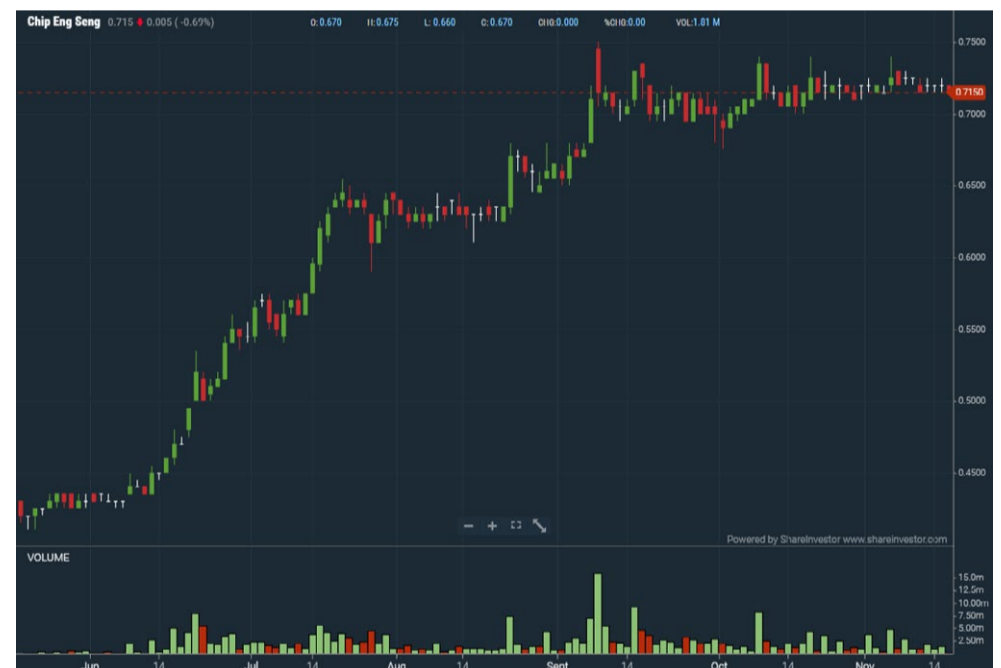 Chip Eng Seng 0.715 0.005 ( -0.69%) O: 0.670 H: 0.675 L: 0.660 C: 0.670 CHG: 0.000 %CHG: 0.00 VOL: 1.81 M
0.7500
0.7150
0.7000
0.6500
0.6000
0.5500
0.5000
0.4500
Powered by ShareInvestor www.shareinvestor.com
VOLUME
15.0m
12.5m
10.00m
7.50m
5.00m
2.50m
Jun 14 Jul 14 Aug 14 Sept 14 Oct 14 Nov 14